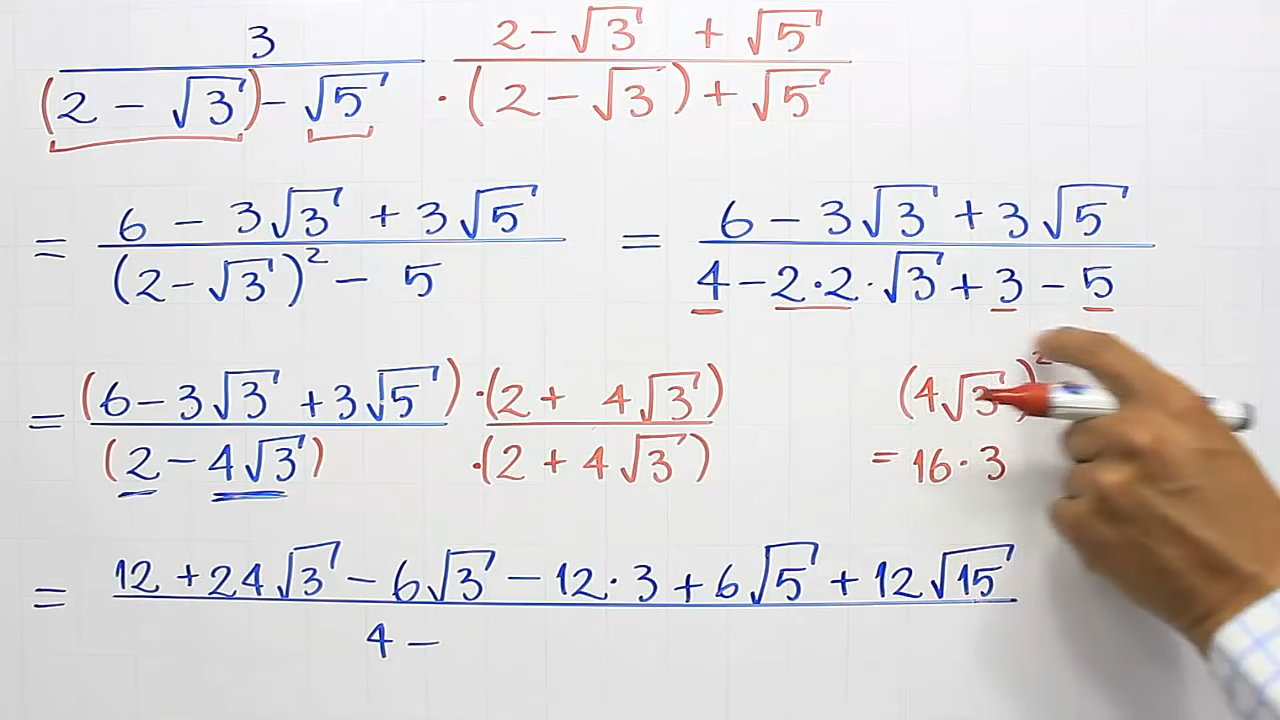 3 2 - √3 + √5
(2 - √3) - √5 · (2 - √3) + √5
= 6 - 3√3 + 3√5 = 6 - 3√3 + 3√5
(2 - √3)² - 5 4 - 2·2·√3 + 3 - 5
= (6 - 3√3 + 3√5) · (2 + 4√3) (4√3)²
(2 - 4√3) · (2 + 4√3) = 16 · 3
= 12 + 24√3 - 6√3 - 12 · 3 + 6√5 + 12√15
4 -